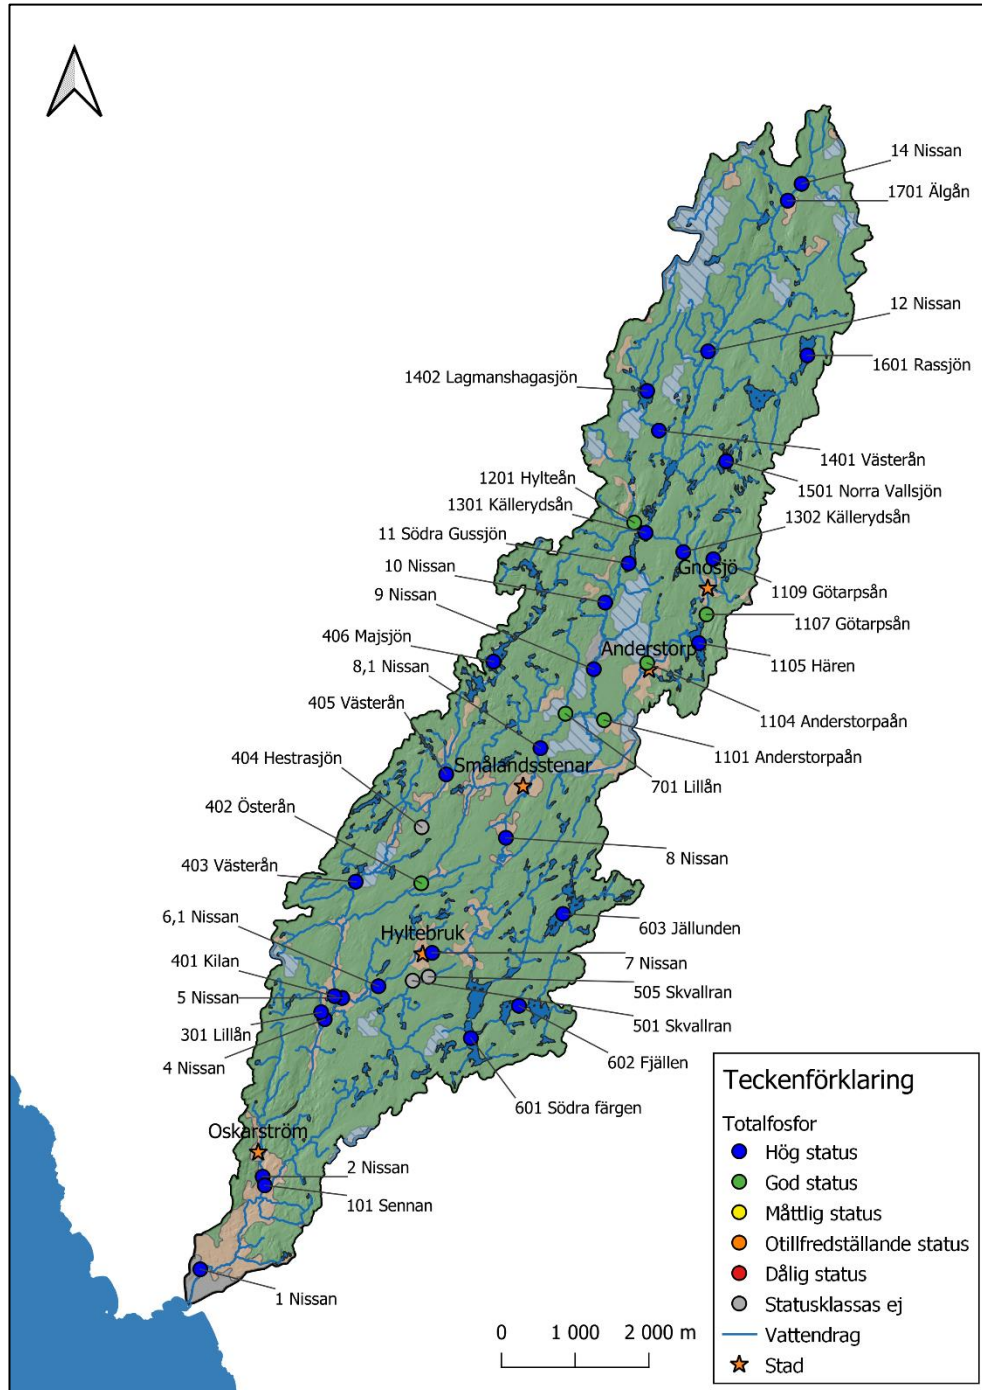 14 Nissan
1701 Älgån
12 Nissan
1601 Rassjön
1402 Lagmanshagasjön
1401 Västerån
1201 Hylteån
1501 Norra Vallsjön
1301 Källerydsån
1302 Källerydsån
11 Södra Gussjön
10 Nissan
Gnosjö
1109 Götarpsån
9 Nissan
1107 Götarpsån
406 Majsjön
Anderstorp
1105 Hären
8,1 Nissan
405 Västerån
1104 Anderstorpaån
404 Hestrasjön
1101 Anderstorpaån
Smålandsstenar
701 Lillån
402 Österån
8 Nissan
403 Västerån
6,1 Nissan
603 Jällunden
Hyltebruk
401 Kilan
7 Nissan
5 Nissan
505 Skvallran
301 Lillån
501 Skvallran
4 Nissan
602 Fjällen
601 Södra färgen
Oskarström
2 Nissan
101 Sennan
1 Nissan
0 1 000 2 000 m
Teckenförklaring
Totalfosfor
Hög status
God status
Måttlig status
Otillfredställande status
Dålig status
Statusklassas ej
Vattendrag
Stad